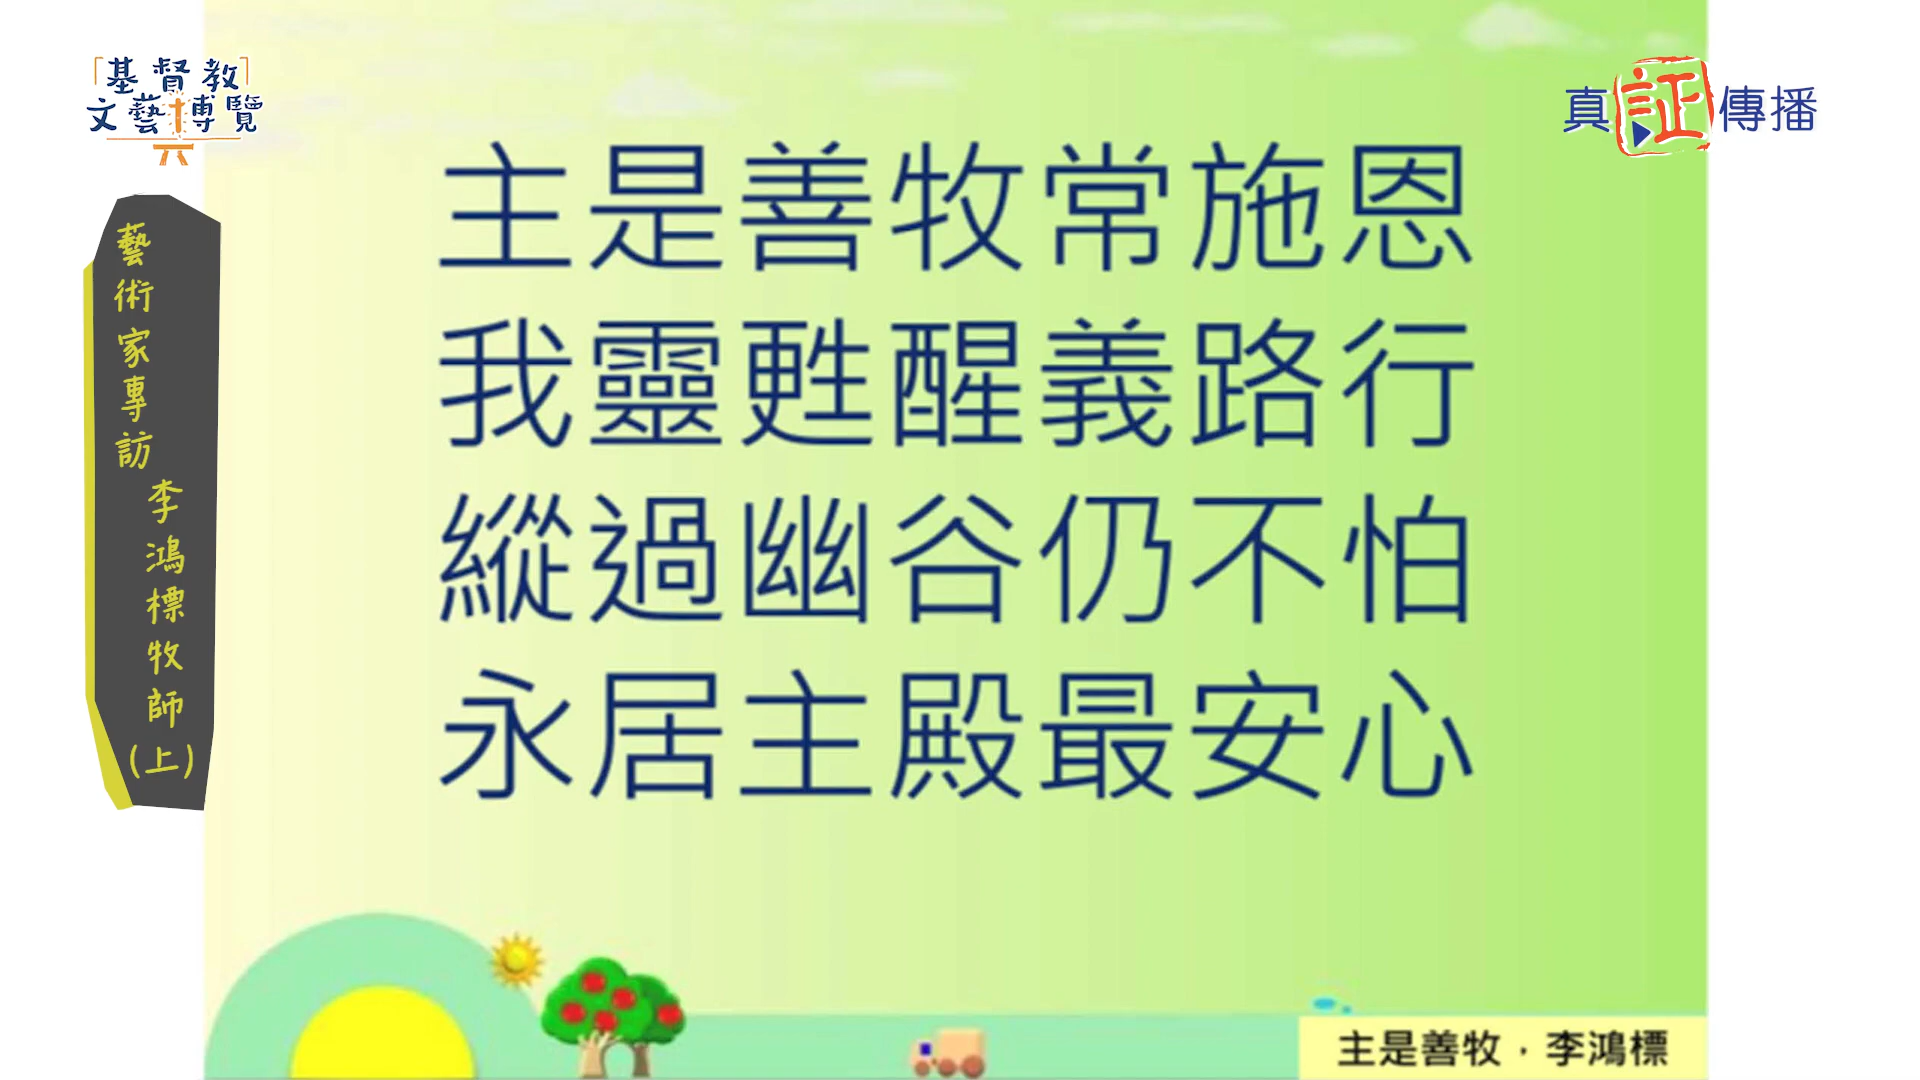 基督教
文藝博覽
真証傳播
藝術家專訪
李鴻標牧師
(上)
主是善牧常施恩
我靈甦醒義路行
縱過幽谷仍不怕
永居主殿最安心
主是善牧，李鴻標